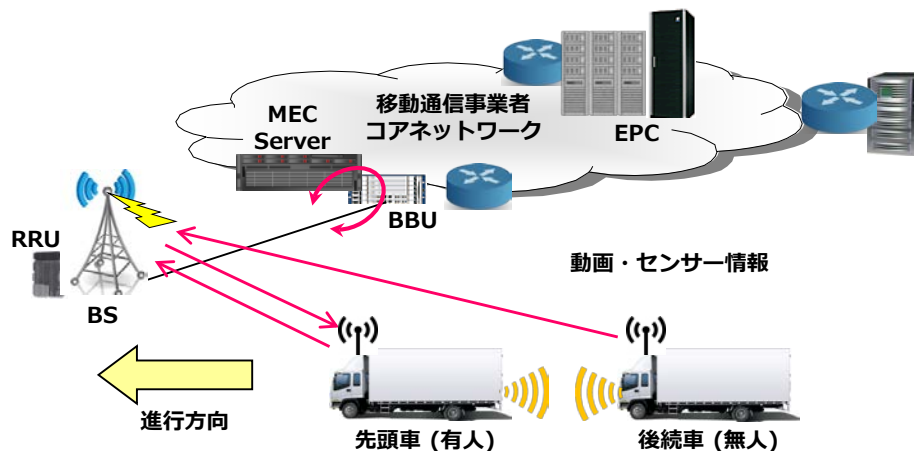 移動通信事業者
コアネットワーク
MEC
Server
EPC
BBU
RRU
BS
動画・センサー情報
進行方向
先頭車 (有人)
後続車 (無人)